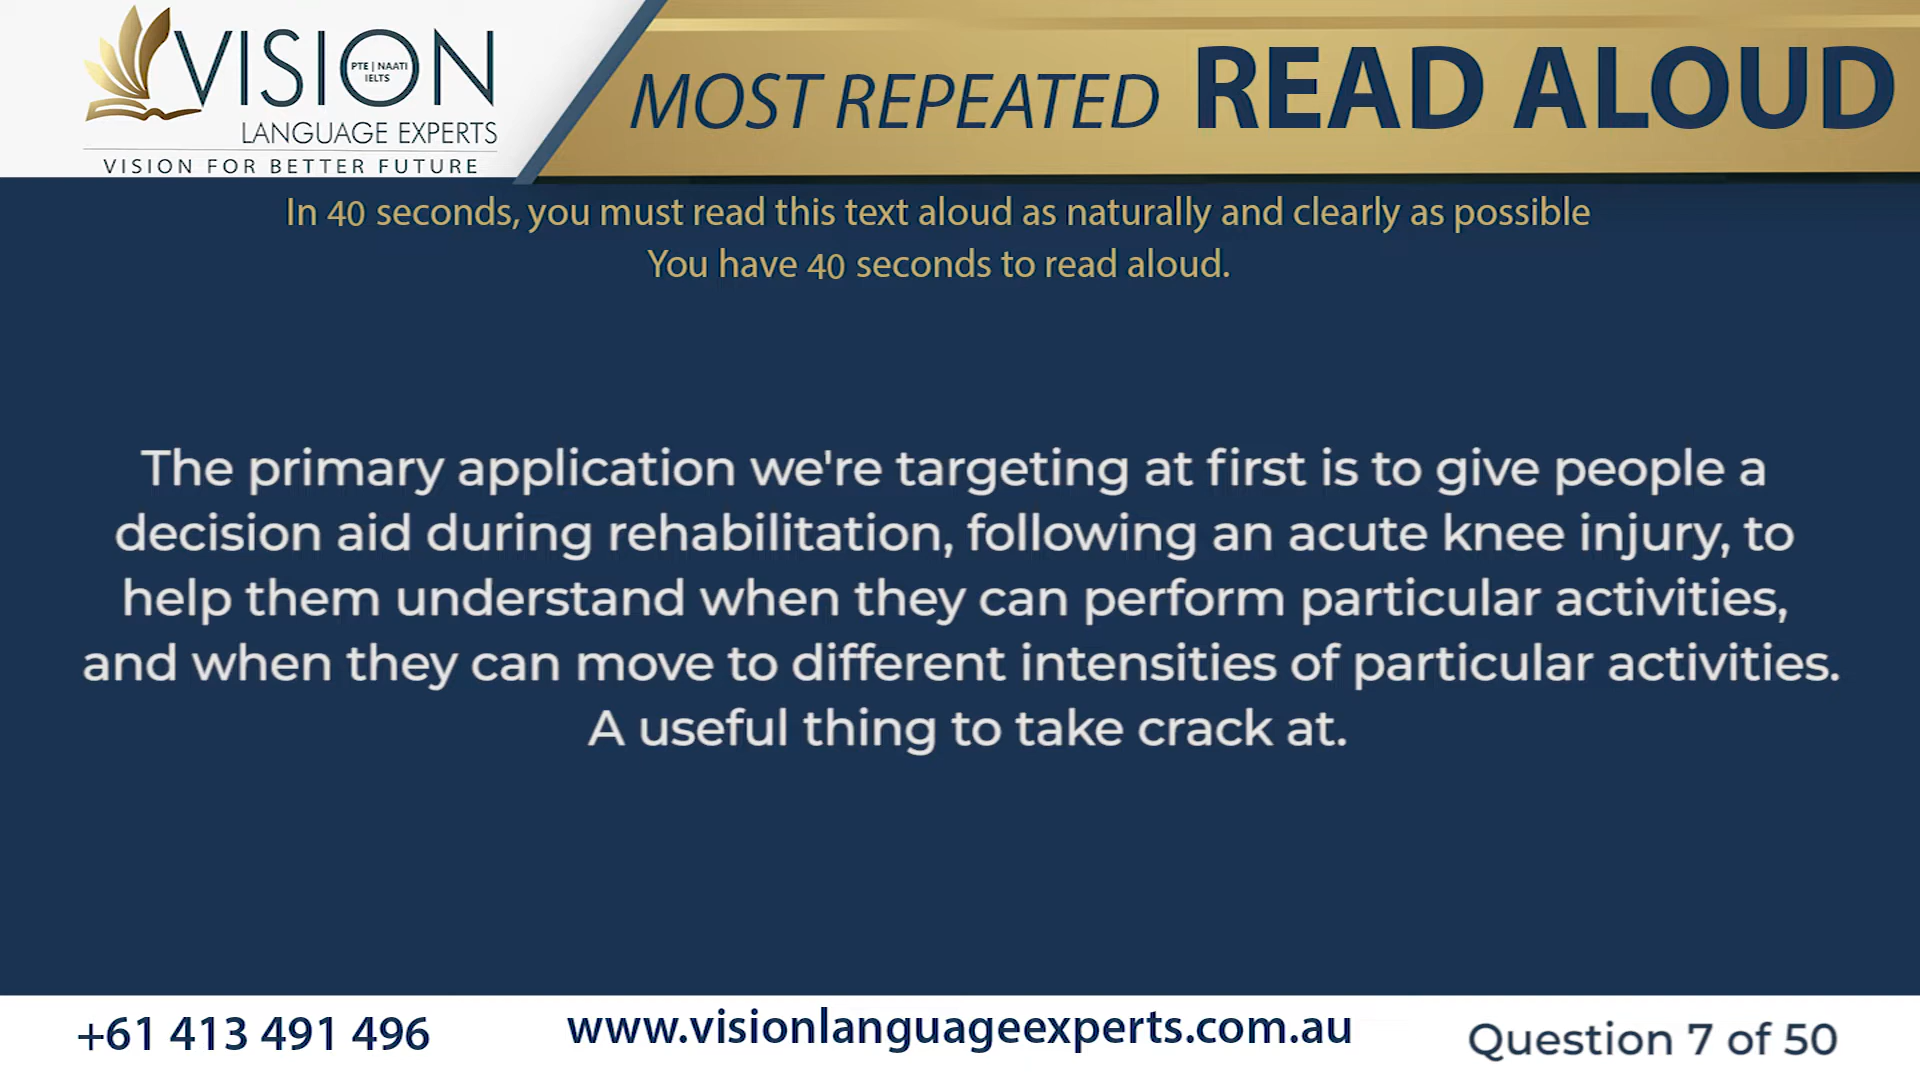 VISION
PTE | NAATI
IELTS
LANGUAGE EXPERTS
VISION FOR BETTER FUTURE
MOST REPEATED READ ALOUD
In 40 seconds, you must read this text aloud as naturally and clearly as possible
You have 40 seconds to read aloud.
The primary application we're targeting at first is to give people a
decision aid during rehabilitation, following an acute knee injury, to
help them understand when they can perform particular activities,
and when they can move to different intensities of particular activities.
A useful thing to take crack at.
+61 413 491 496
www.visionlanguageexperts.com.au
Question 7 of 50